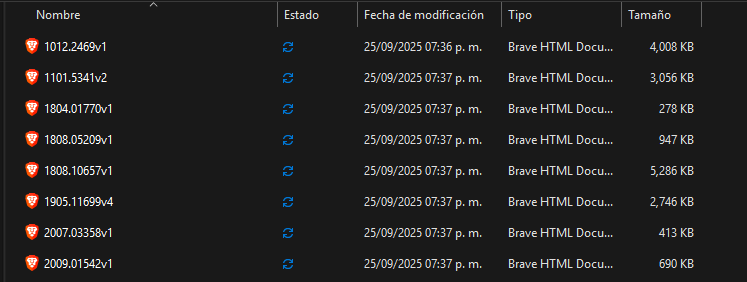 Nombre Estado Fecha de modificación Tipo Tamaño
1012.2469v1 25/09/2025 07:36 p. m. Brave HTML Docu... 4,008 KB
1101.5341v2 25/09/2025 07:37 p. m. Brave HTML Docu... 3,056 KB
1804.01770v1 25/09/2025 07:37 p. m. Brave HTML Docu... 278 KB
1808.05209v1 25/09/2025 07:37 p. m. Brave HTML Docu... 947 KB
1808.10657v1 25/09/2025 07:37 p. m. Brave HTML Docu... 5,286 KB
1905.11699v4 25/09/2025 07:37 p. m. Brave HTML Docu... 2,746 KB
2007.03358v1 25/09/2025 07:37 p. m. Brave HTML Docu... 413 KB
2009.01542v1 25/09/2025 07:37 p. m. Brave HTML Docu... 690 KB